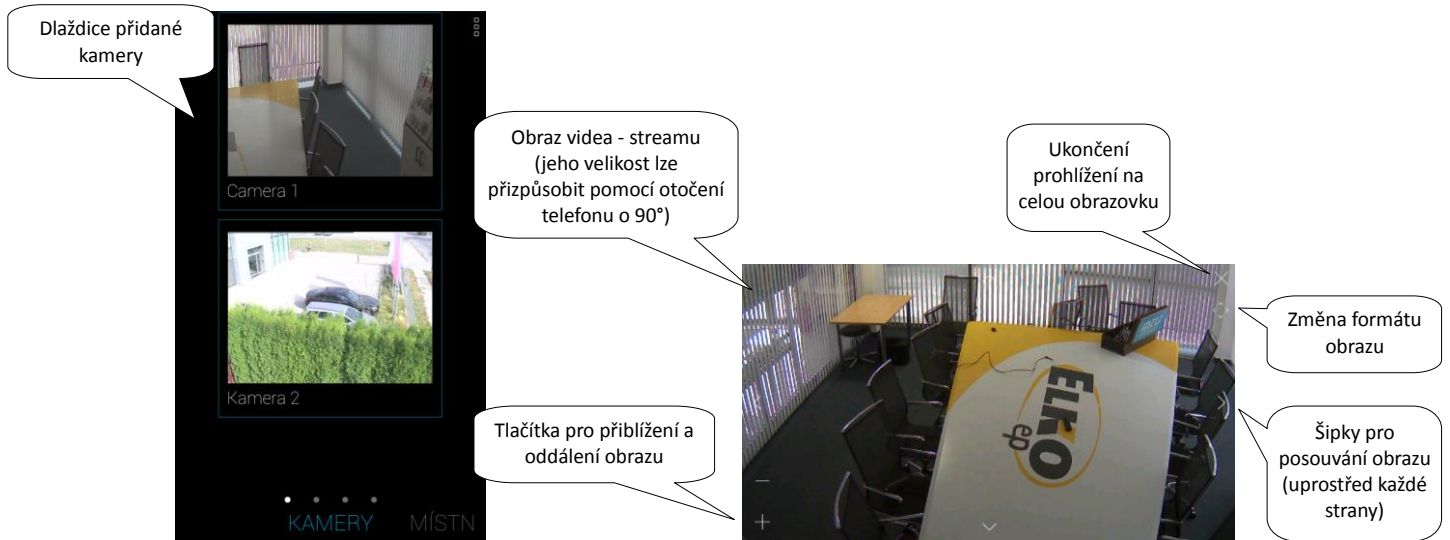 Dlaždice přidané
kamery
Camera 1
Kamera 2
KAMERY MÍSTN
Obraz videa - streamu
(jeho velikost lze
přizpůsobit pomocí otočení
telefonu o 90°)
Tlačítka pro přiblížení a
oddálení obrazu
Ukončení
prohlížení na
celou obrazovku
Změna formátu
obrazu
Šipky pro
posouvání obrazu
(uprostřed každé
strany)
ELKO
ep